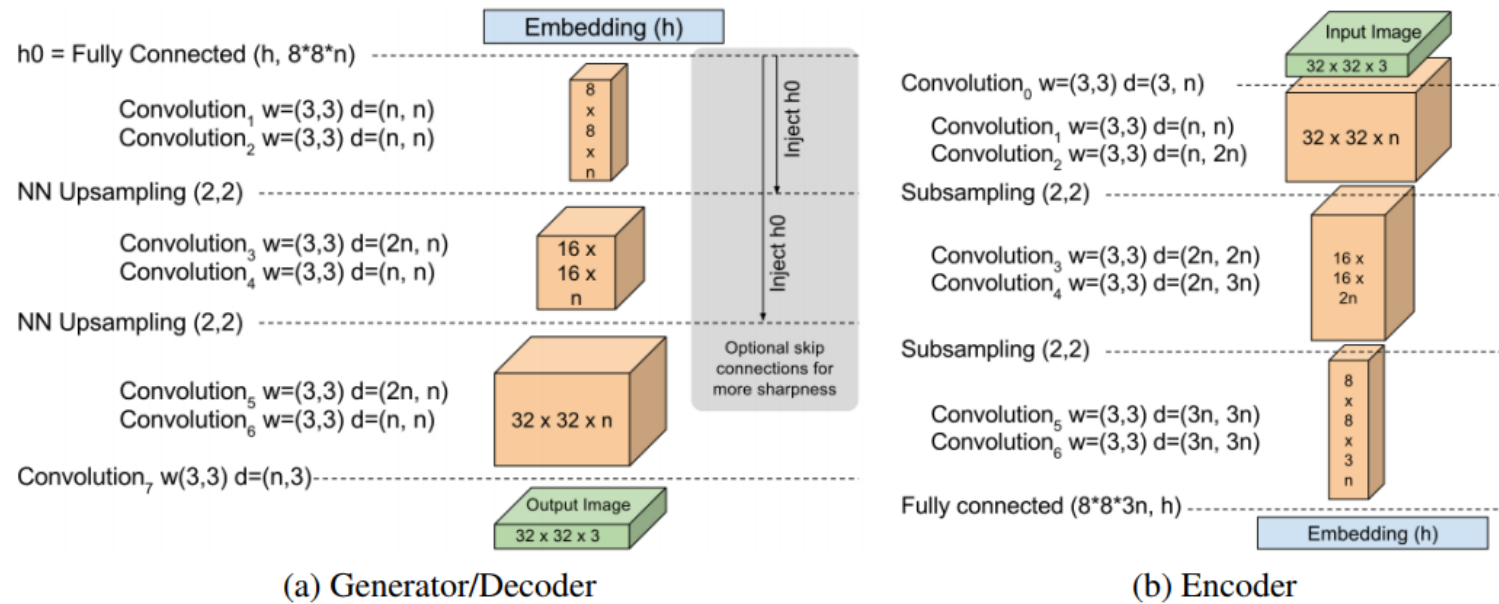 Embedding (h)
h0 = Fully Connected (h, 8*8*n)
8
x
8
x
n
Convolution1 w=(3,3) d=(n, n)
Convolution2 w=(3,3) d=(n, n)
Inject h0
NN Upsampling (2,2)
Convolution3 w=(3,3) d=(2n, n)
Convolution4 w=(3,3) d=(n, n)
16 x
16 x
n
Inject h0
NN Upsampling (2,2)
Optional skip
connections for
more sharpness
Convolution5 w=(3,3) d=(2n, n)
Convolution6 w=(3,3) d=(n, n)
32 x 32 x n
Convolution7 w(3,3) d=(n,3)
Output Image
32 x 32 x 3
(a) Generator/Decoder
Input Image
32 x 32 x 3
Convolution0 w=(3,3) d=(3, n)
Convolution1 w=(3,3) d=(n, n)
Convolution2 w=(3,3) d=(n, 2n)
32 x 32 x n
Subsampling (2,2)
Convolution3 w=(3,3) d=(2n, 2n)
Convolution4 w=(3,3) d=(2n, 3n)
16 x
16 x
2n
Subsampling (2,2)
Convolution5 w=(3,3) d=(3n, 3n)
Convolution6 w=(3,3) d=(3n, 3n)
8
x
8
x
3
n
Fully connected (8*8*3n, h)
Embedding (h)
(b) Encoder